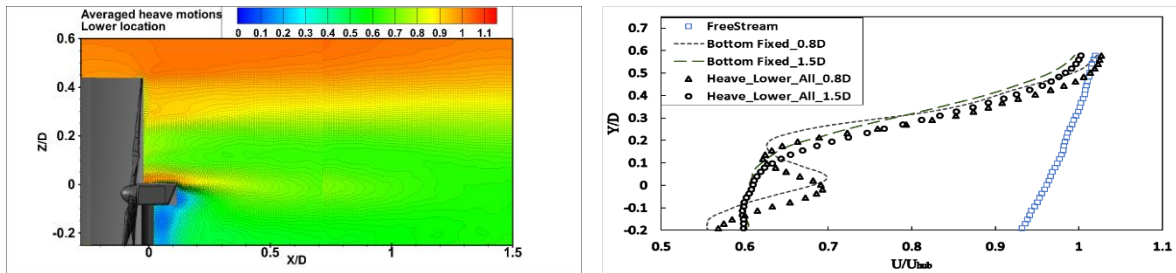 Averaged heave motions
Lower location
0 0.1 0.2 0.3 0.4 0.5 0.6 0.7 0.8 0.9 1 1.1
0.6
0.4
0.2
0
-0.2
Z/D
0 0.5 1 1.5
X/D
FreeStream
Bottom Fixed_0.8D
Bottom Fixed_1.5D
Heave_Lower_All_0.8D
Heave_Lower_All_1.5D
0.7
0.6
0.5
0.4
0.3
0.2
0.1
0
-0.1
-0.2
Y/D
0.5 0.6 0.7 0.8 0.9 1 1.1
U/Uhub